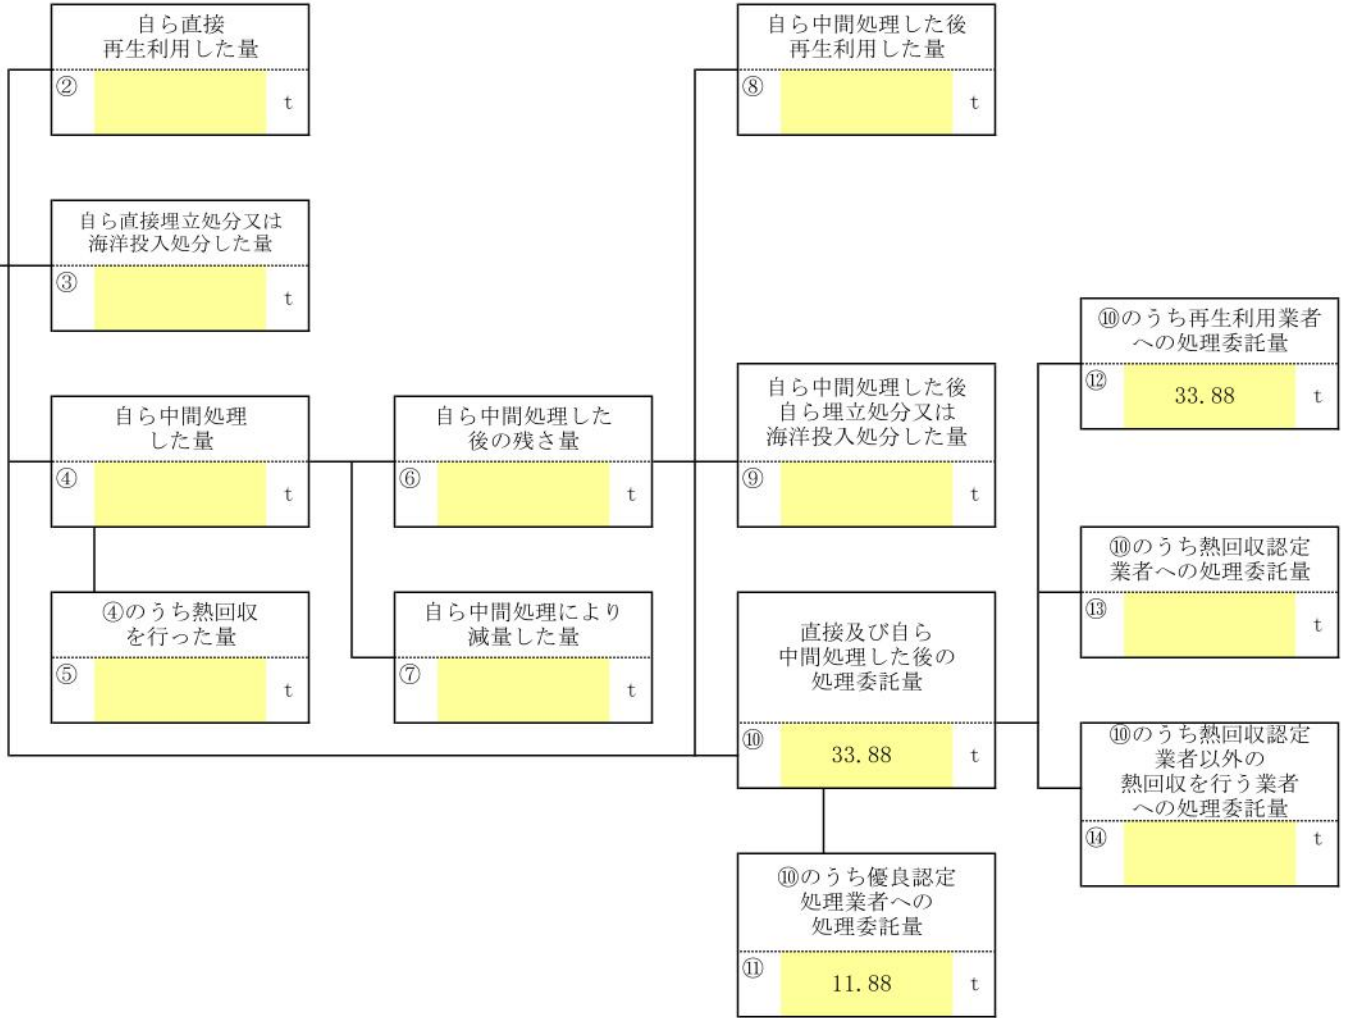 自ら直接
再生利用した量
②
t
自ら中間処理した後
再生利用した量
⑧
t
自ら直接埋立処分又は
海洋投入処分した量
③
t
⑩のうち再生利用業者
への処理委託量
⑫
33.88
t
自ら中間処理
した量
④
t
自ら中間処理した
後の残さ量
⑥
t
自ら中間処理した後
自ら埋立処分又は
海洋投入処分した量
⑨
t
⑩のうち熱回収認定
業者への処理委託量
⑬
t
④のうち熱回収
を行った量
⑤
t
自ら中間処理により
減量した量
⑦
t
直接及び自ら
中間処理した後の
処理委託量
⑩
33.88
t
⑩のうち熱回収認定
業者以外の
熱回収を行う業者
への処理委託量
⑭
t
⑩のうち優良認定
処理業者への
処理委託量
⑪
11.88
t